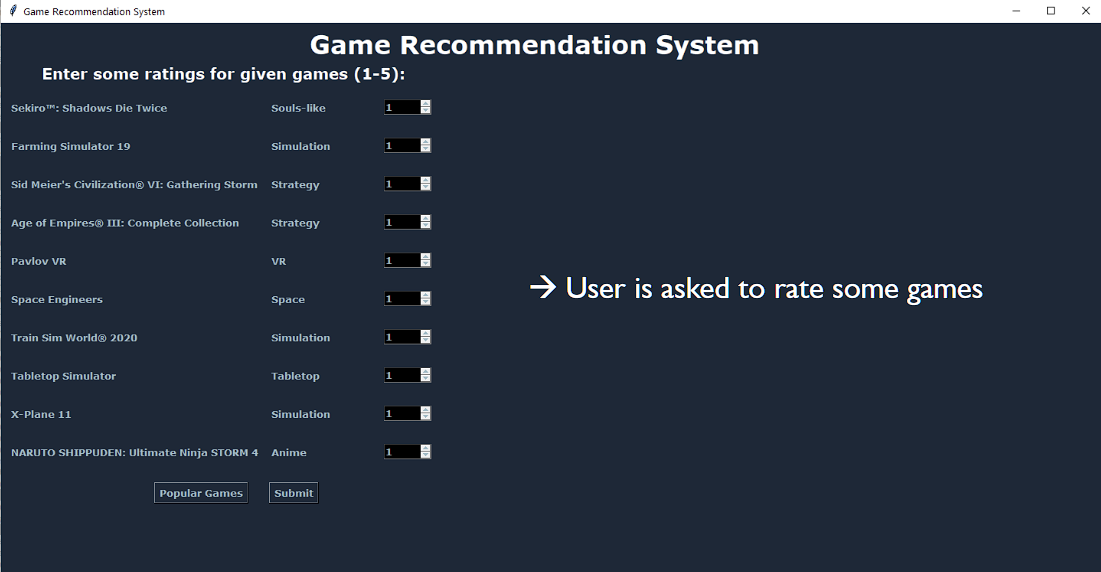 Game Recommendation System
Game Recommendation System
Enter some ratings for given games (1-5):
Sekiro™: Shadows Die Twice Souls-like 1
Farming Simulator 19 Simulation 1
Sid Meier's Civilization® VI: Gathering Storm Strategy 1
Age of Empires® III: Complete Collection Strategy 1
Pavlov VR VR 1
→ User is asked to rate some games
Space Engineers Space 1
Train Sim World® 2020 Simulation 1
Tabletop Simulator Tabletop 1
X-Plane 11 Simulation 1
NARUTO SHIPPUDEN: Ultimate Ninja STORM 4 Anime 1
Popular Games Submit